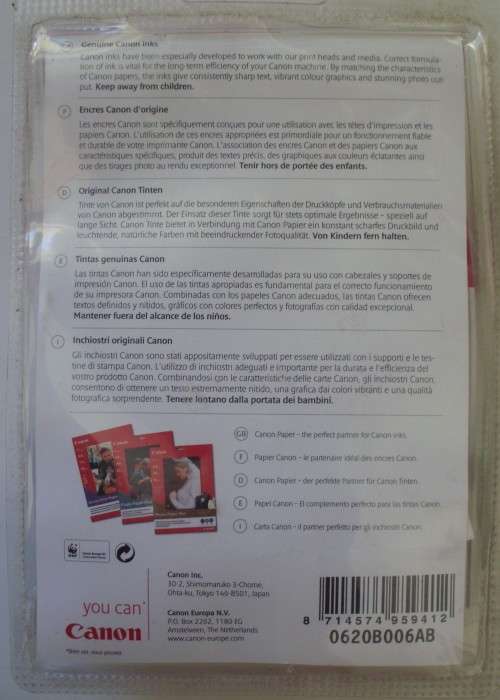 GB Genuine Canon inks
Canon inks have been especially developed to work with our print heads and media. Correct formula-
tion of ink is vital for the long term efficiency of your Canon machine. By matching the characteristics
of Canon papers, the inks give consistently sharp text, vibrant colour graphics and stunning photo out-
put. Keep away from children.
F Encres Canon d'origine
Les encres Canon sont spécifiquement conçues pour une utilisation avec les têtes d'impression et les
papiers Canon. L'utilisation de ces encres appropriées est primordiale pour un fonctionnement fiable
et durable de votre imprimante Canon. L'association des encres Canon et des papiers Canon aux
caractéristiques spécifiques, produit des textes précis, des graphiques aux couleurs éclatantes ainsi
que des tirages photo au rendu exceptionnel. Tenir hors de portée des enfants.
D Original Canon Tinten
Tinte von Canon ist perfekt auf die besonderen Eigenschaften der Druckköpfe und Verbrauchsmaterialien
von Canon abgestimmt. Der Einsatz dieser Tinte sorgt für stets optimale Ergebnisse – speziell auf
lange Sicht. Canon Tinte bietet in Verbindung mit Canon Papier ein konstant scharfes Druckbild und
leuchtende, natürliche Farben mit beeindruckender Fotoqualität. Von Kindern fern halten.
E Tintas genuinas Canon
Las tintas Canon han sido específicamente desarrolladas para su uso con cabezales y soportes de
impresión Canon. El uso de las tintas apropiadas es fundamental para el correcto funcionamiento
de su impresora Canon. Combinadas con los papeles Canon adecuados, las tintas Canon ofrecen
textos definidos y nítidos, gráficos con colores perfectos y fotografías con calidad excepcional.
Mantener fuera del alcance de los niños.
I Inchiostri originali Canon
Gli inchiostri Canon sono stati appositamente sviluppati per essere utilizzati con i supporti e le tes-
tine di stampa Canon. L'utilizzo di inchiostri adeguati è importante per la durata e l'efficienza del
vostro prodotto Canon. Combinandosi con le caratteristiche delle carte Canon, gli inchiostri Canon,
consentono di ottenere un testo estremamente nitido, una grafica dai colori vibranti e una qualità
fotografica sorprendente. Tenere lontano dalla portata dei bambini.
GB Canon Paper – the perfect partner for Canon inks.
F Papier Canon – le partenaire idéal des encres Canon.
D Canon Papier – der perfekte Partner für Canon Tinten.
E Papel Canon – El complemento perfecto para las tintas Canon.
I Carta Canon – il partner perfetto per gli inchiostri Canon.
WWF
Canon Inc.
30-2, Shimomaruko 3-Chome,
Ohta-ku, Tokyo 146-8501, Japan
Canon Europa N.V.
P.O. Box 2262, 1180 EG
Amstelveen, The Netherlands
www.canon-europe.com
you can*
Canon
8 714574 959412
0620B006AB